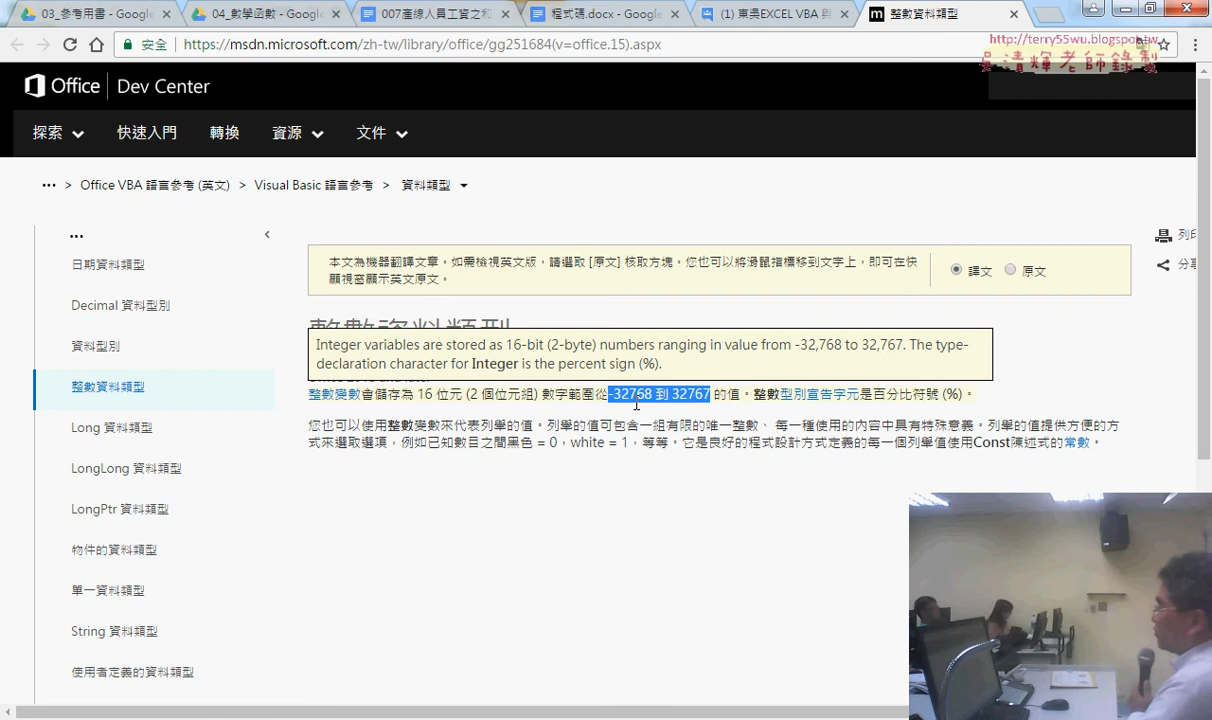 03_參考用書 - Google
04_數學函數 - Google
007產線人員工資之和
程式碼.docx - Google
(1) 東吳EXCEL VBA 與
整數資料類型
安全
https://msdn.microsoft.com/zh-tw/library/office/gg251684(v=office.15).aspx
http://terry55wu.blogspot.tw
吳清輝老師錄製
Office
Dev Center
探索
快速入門
轉換
資源
文件
... > Office VBA 語言參考 (英文) > Visual Basic 語言參考 > 資料類型
...
日期資料類型
Decimal 資料型別
資料型別
整數資料類型
Long 資料類型
LongLong 資料類型
LongPtr 資料類型
物件的資料類型
單一資料類型
String 資料類型
使用者定義的資料類型
本文為機器翻譯文章。如需檢視英文版，請選取 [原文] 核取方塊。您也可以將滑鼠指標移到文字上，即可在快
顯視窗顯示英文原文。
譯文
原文
列印
分享
整數資料類型
Integer variables are stored as 16-bit (2-byte) numbers ranging in value from -32,768 to 32,767. The type-
declaration character for Integer is the percent sign (%).
整數變數會儲存為 16 位元 (2 個位元組) 數字範圍從-32768 到 32767 的值。整數型別宣告字元是百分比符號 (%)。
您也可以使用整數變數來代表列舉的值。列舉的值可包含一組有限的唯一整數、 每一種使用的內容中具有特殊意義。列舉的值提供方便的方
式來選取選項，例如已知數目之間黑色 = 0，white = 1，等等。它是良好的程式設計方式定義的每一個列舉值使用Const陳述式的常數。